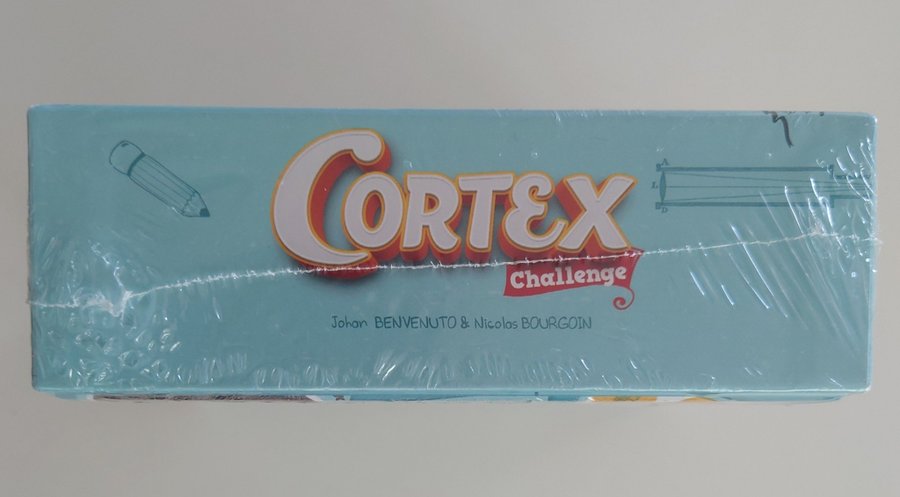 CORTEX
Challenge
Johan BENVENUTO & Nicolas BOURGOIN